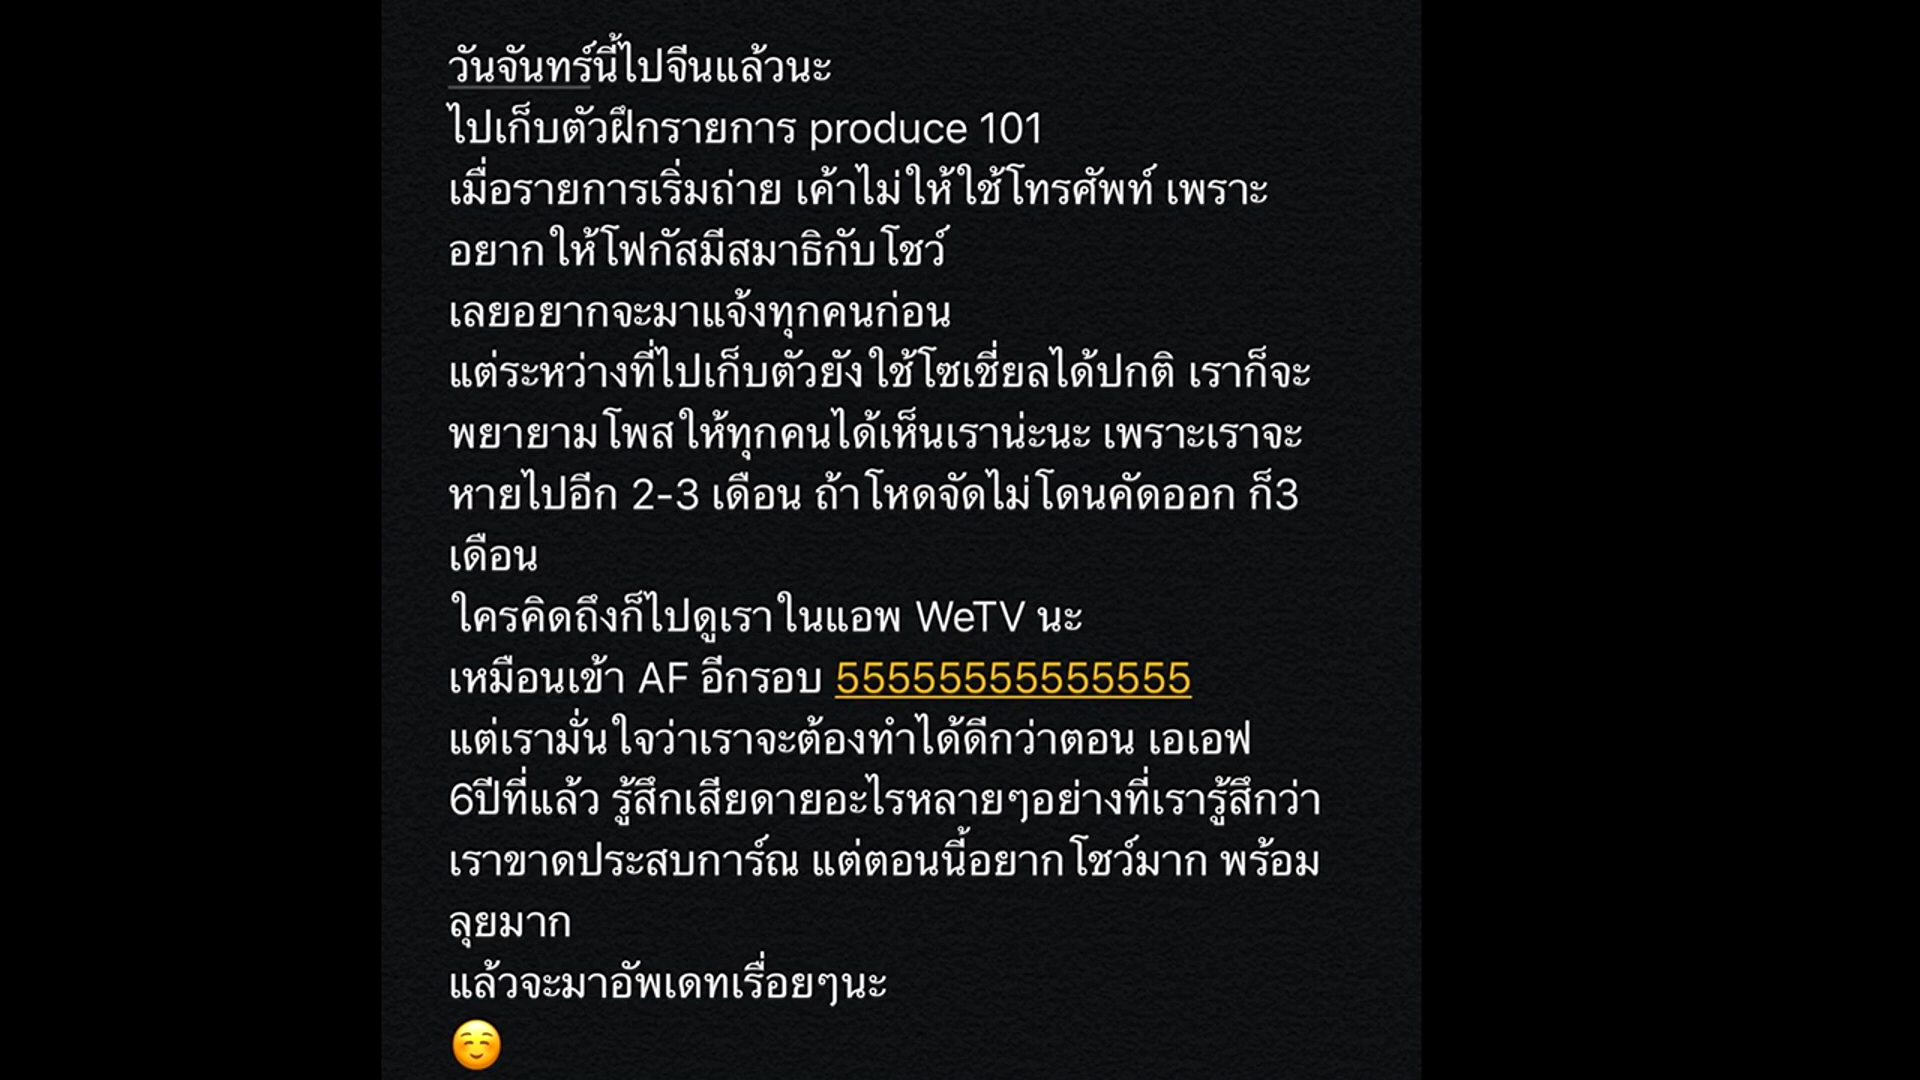 วันจันทร์นี้ไปจีนแล้วนะ
ไปเก็บตัวฝึกรายการ produce 101
เมื่อรายการเริ่มถ่าย เค้าไม่ให้ใช้โทรศัพท์ เพราะ
อยากให้โฟกัสมีสมาธิกับโชว์
เลยอยากจะมาแจ้งทุกคนก่อน
แต่ระหว่างที่ไปเก็บตัวยังใช้โซเชี่ยลได้ปกติ เราก็จะ
พยายามโพสให้ทุกคนได้เห็นเราน่ะนะ เพราะเราจะ
หายไปอีก 2-3 เดือน ถ้าโหดจัดไม่โดนคัดออก ก็3
เดือน
ใครคิดถึงก็ไปดูเราในแอพ WeTV นะ
เหมือนเข้า AF อีกรอบ 55555555555555
แต่เรามั่นใจว่าเราจะต้องทำได้ดีกว่าตอน เอเอฟ
6ปีที่แล้ว รู้สึกเสียดายอะไรหลายๆอย่างที่เรารู้สึกว่า
เราขาดประสบการ์ณ แต่ตอนนี้อยากโชว์มาก พร้อม
ลุยมาก
แล้วจะมาอัพเดทเรื่อยๆนะ
☺️